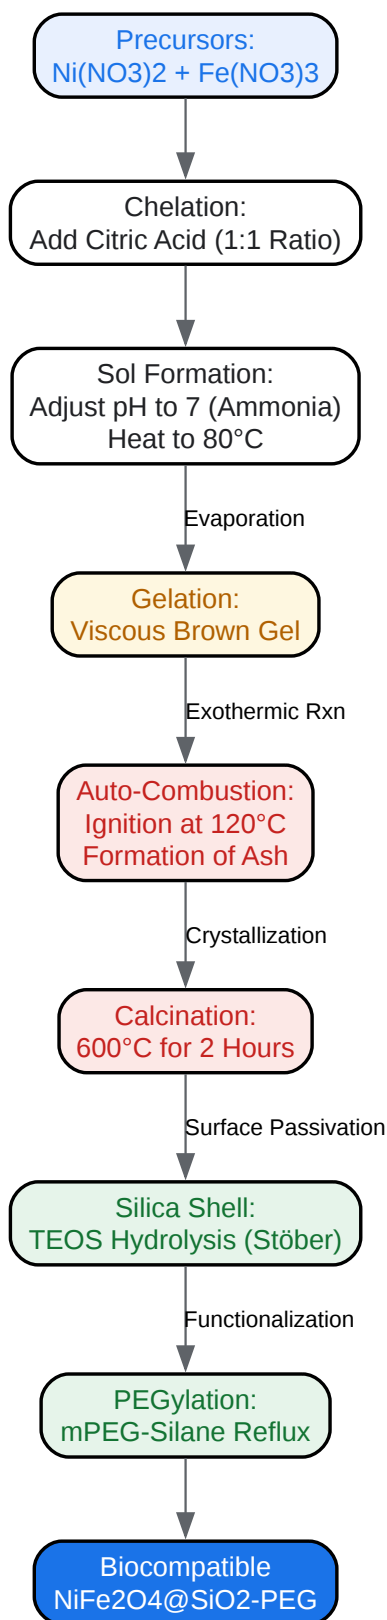 Precursors:
Ni(NO3)2 + Fe(NO3)3
Chelation:
Add Citric Acid (1:1 Ratio)
Sol Formation:
Adjust pH to 7 (Ammonia)
Heat to 80°C
Evaporation
Gelation:
Viscous Brown Gel
Exothermic Rxn
Auto-Combustion:
Ignition at 120°C
Formation of Ash
Crystallization
Calcination:
600°C for 2 Hours
Surface Passivation
Silica Shell:
TEOS Hydrolysis (Stöber)
Functionalization
PEGylation:
mPEG-Silane Reflux
Biocompatible
NiFe2O4@SiO2-PEG